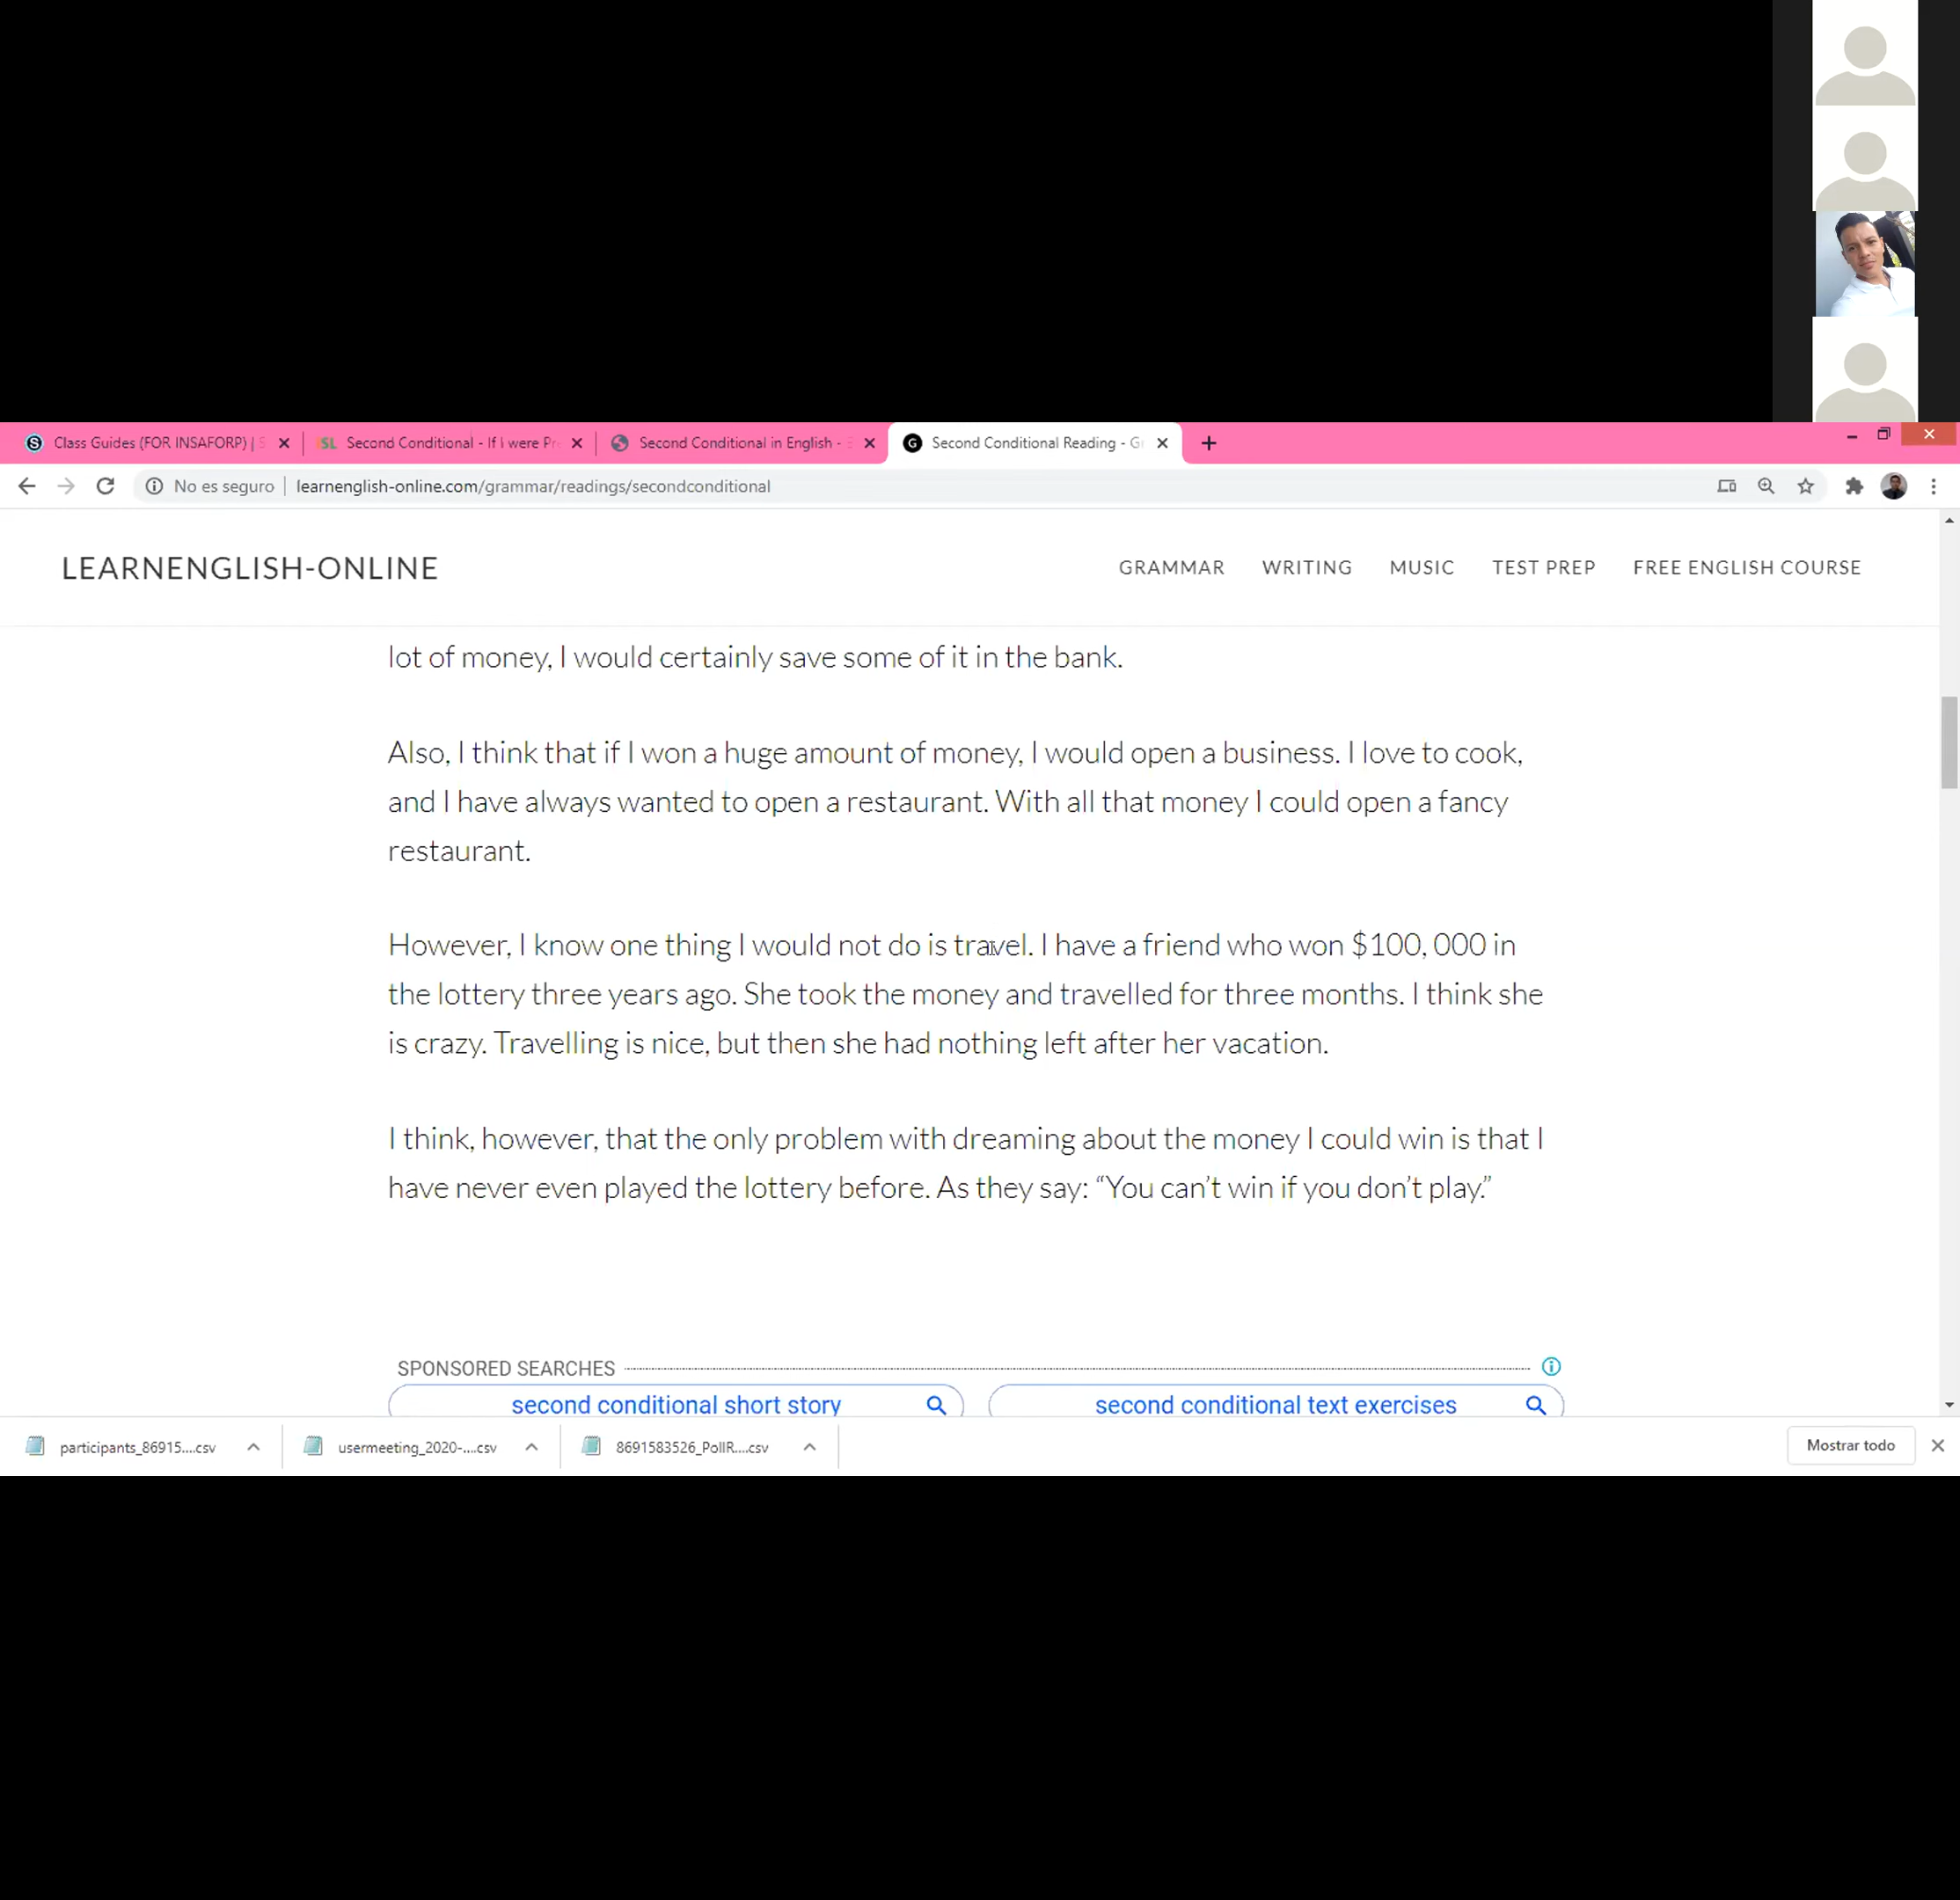 Class Guides (FOR INSAFORP) | S
SL Second Conditional - If I were Pr
Second Conditional in English -
Second Conditional Reading - G
No es seguro
learnenglish-online.com/grammar/readings/secondconditional
LEARNENGLISH-ONLINE
GRAMMAR WRITING MUSIC TEST PREP FREE ENGLISH COURSE
lot of money, I would certainly save some of it in the bank.
Also, I think that if I won a huge amount of money, I would open a business. I love to cook,
and I have always wanted to open a restaurant. With all that money I could open a fancy
restaurant.
However, I know one thing I would not do is travel. I have a friend who won $100, 000 in
the lottery three years ago. She took the money and travelled for three months. I think she
is crazy. Travelling is nice, but then she had nothing left after her vacation.
I think, however, that the only problem with dreaming about the money I could win is that I
have never even played the lottery before. As they say: “You can’t win if you don’t play.”
SPONSORED SEARCHES
second conditional short story
second conditional text exercises
participants_86915....csv
usermeeting_2020-....csv
8691583526_PollR....csv
Mostrar todo